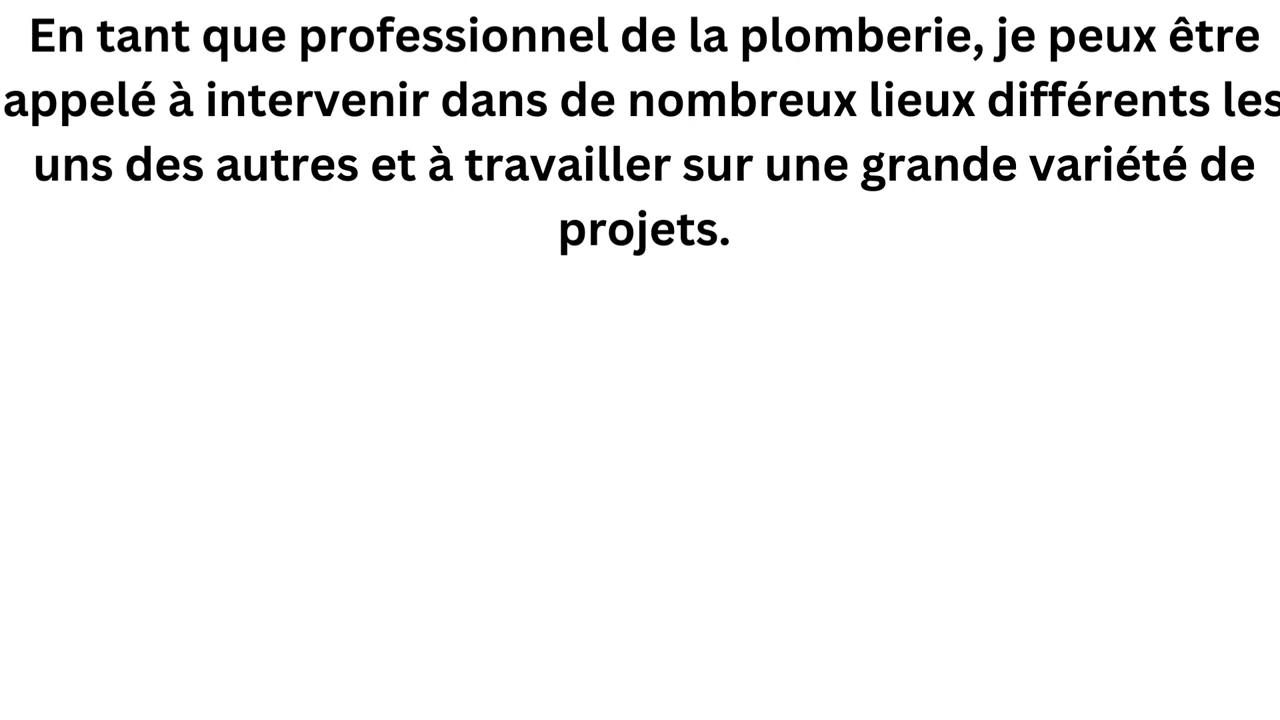 En tant que professionnel de la plomberie, je peux être
appelé à intervenir dans de nombreux lieux différents les
uns des autres et à travailler sur une grande variété de
projets.